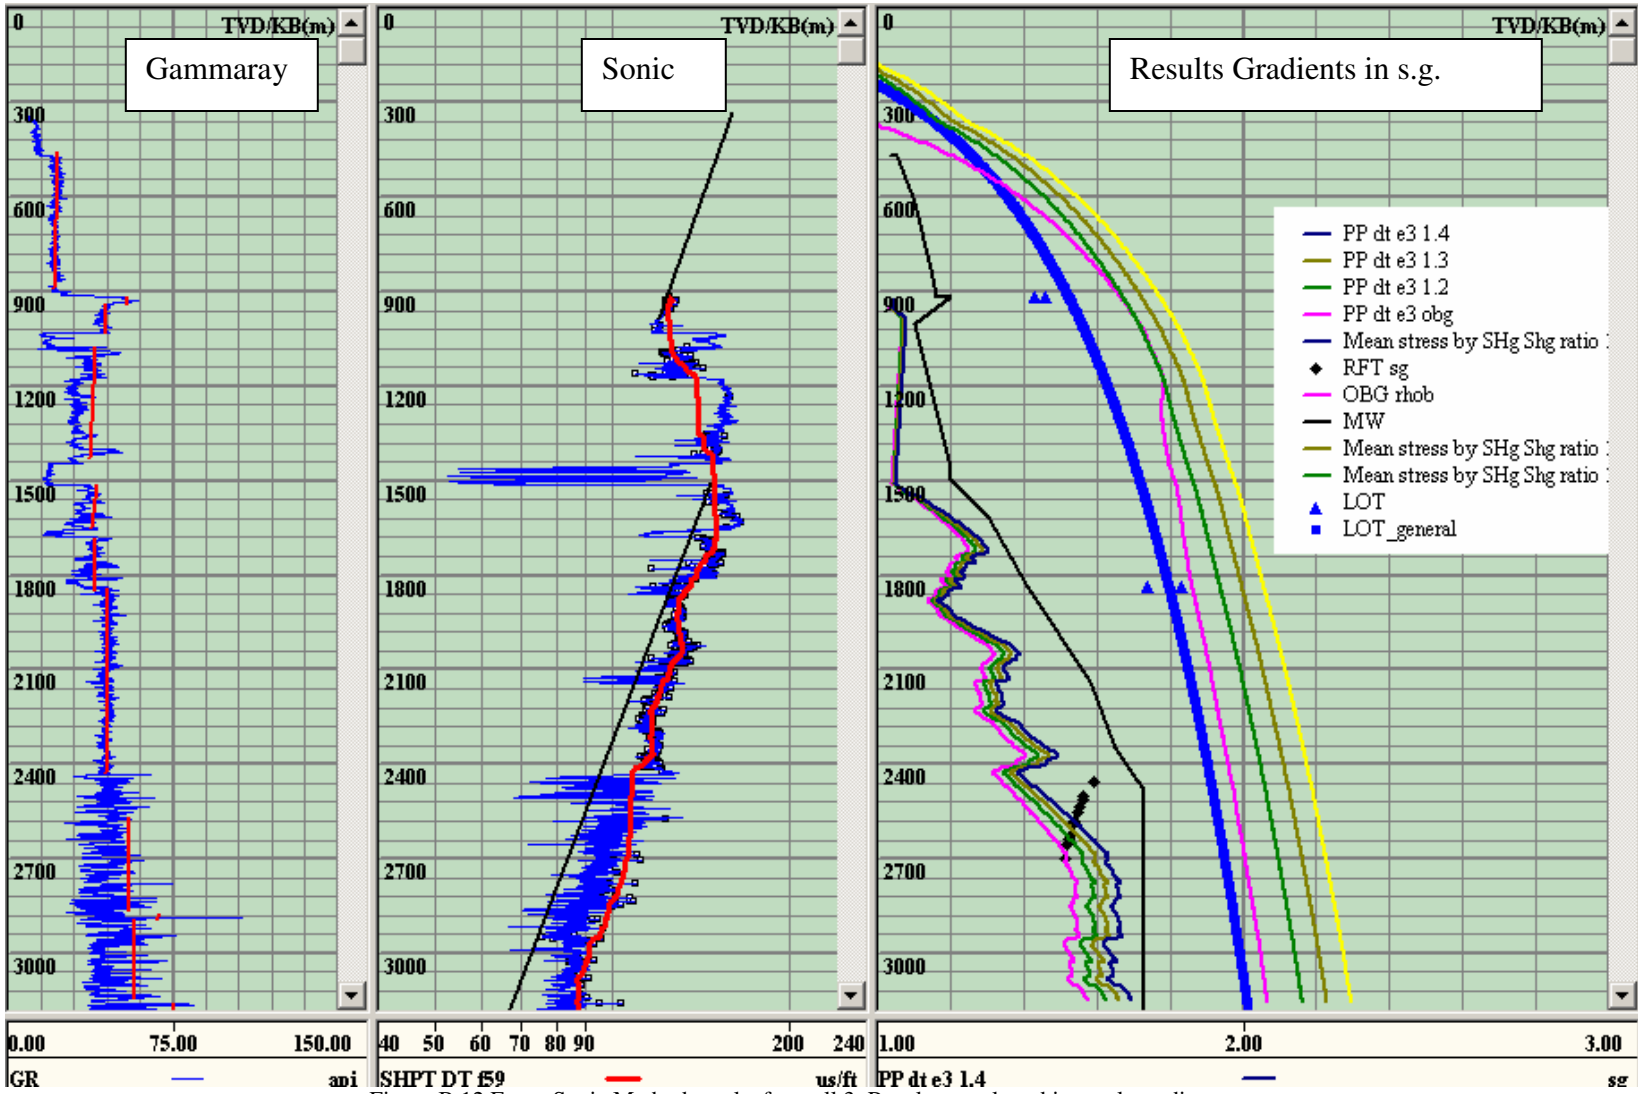 0
TVD/KB(m)
Gammaray
300
600
900
1200
1500
1800
2100
2400
2700
3000
0.00
75.00
150.00
GR
api
0
TVD/KB(m)
Sonic
300
600
900
1200
1500
1800
2100
2400
2700
3000
40
50
60
70
80
90
200
240
SHPT DT f59
us/ft
0
TVD/KB(m)
Results Gradients in s.g.
300
600
900
1200
1500
1800
2100
2400
2700
3000
PP dt e3 1.4
PP dt e3 1.3
PP dt e3 1.2
PP dt e3 obg
Mean stress by SHg Shg ratio
RFT sg
OBG rhob
MW
Mean stress by SHg Shg ratio
Mean stress by SHg Shg ratio
LOT
LOT_general
1.00
2.00
3.00
PP dt e3 1.4
sg